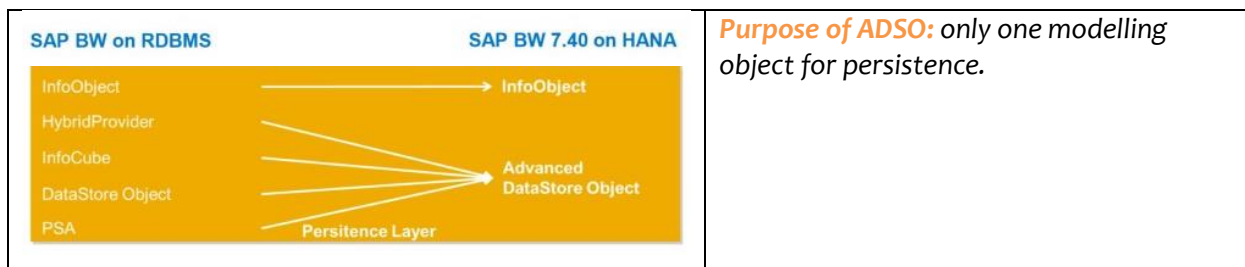 SAP BW on RDBMS SAP BW 7.40 on HANA
InfoObject InfoObject
HybridProvider
InfoCube
Advanced
DataStore Object DataStore Object
PSA Persitence Layer
Purpose of ADSO: only one modelling
object for persistence.